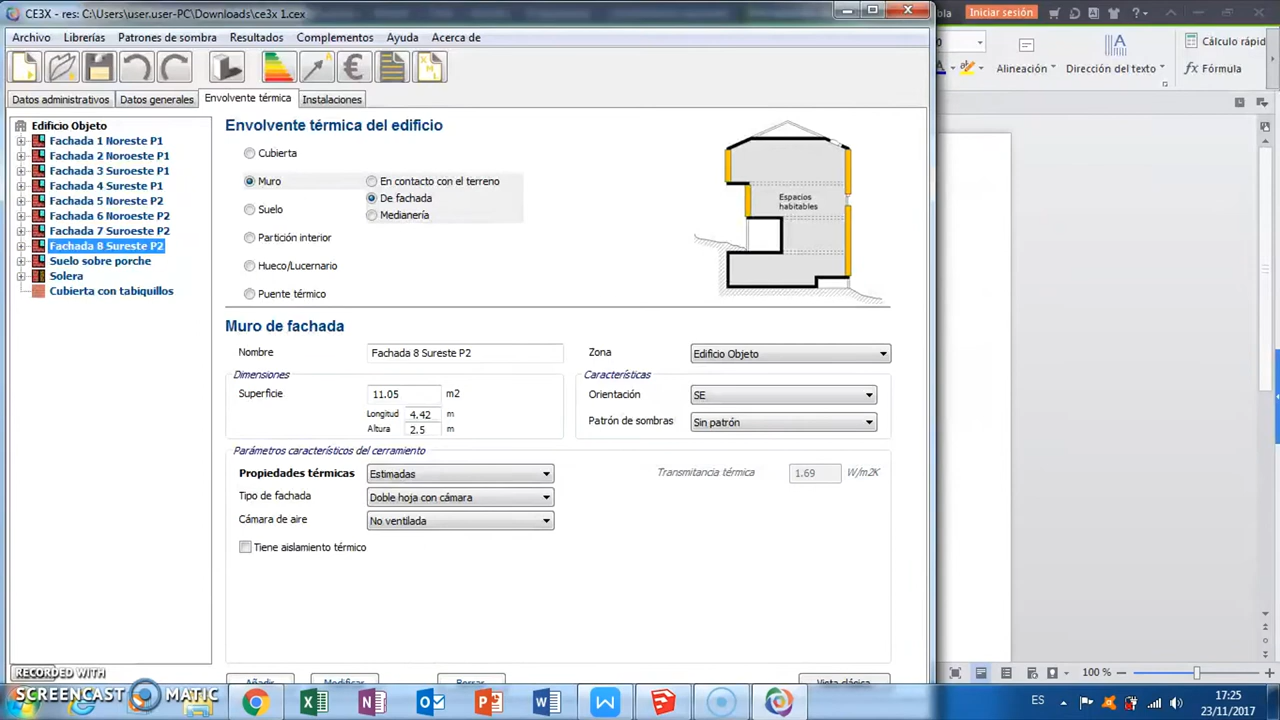 CE3X - res: C:\Users\user.user-PC\Downloads\ce3x 1.cex
Iniciar sesión
Archivo Librerías Patrones de sombra Resultados Complementos Ayuda Acerca de
Cálculo rápid
Alineación Dirección del texto Fórmula
Datos administrativos Datos generales Envolvente térmica Instalaciones
Edificio Objeto
Fachada 1 Noreste P1
Fachada 2 Noroeste P1
Fachada 3 Suroeste P1
Fachada 4 Sureste P1
Fachada 5 Noreste P2
Fachada 6 Noroeste P2
Fachada 7 Suroeste P2
Fachada 8 Sureste P2
Suelo sobre porche
Solera
Cubierta con tabiquillos
Envolvente térmica del edificio
Cubierta
Muro
En contacto con el terreno
De fachada
Medianería
Suelo
Partición interior
Hueco/Lucernario
Puente térmico
Espacios
habitables
Muro de fachada
Nombre Fachada 8 Sureste P2 Zona Edificio Objeto
Dimensiones Características
Superficie 11.05 m2 Orientación SE
Longitud 4.42 m
Altura 2.5 m
Patrón de sombras Sin patrón
Parámetros característicos del cerramiento
Propiedades térmicas Estimadas Transmitancia térmica 1.69 W/m2K
Tipo de fachada Doble hoja con cámara
Cámara de aire No ventilada
Tiene aislamiento térmico
Añadir Modificar Borrar Vista clásica
100 %
RECORDED WITH
SCREENCAST MATIC
ES 17:25
23/11/2017